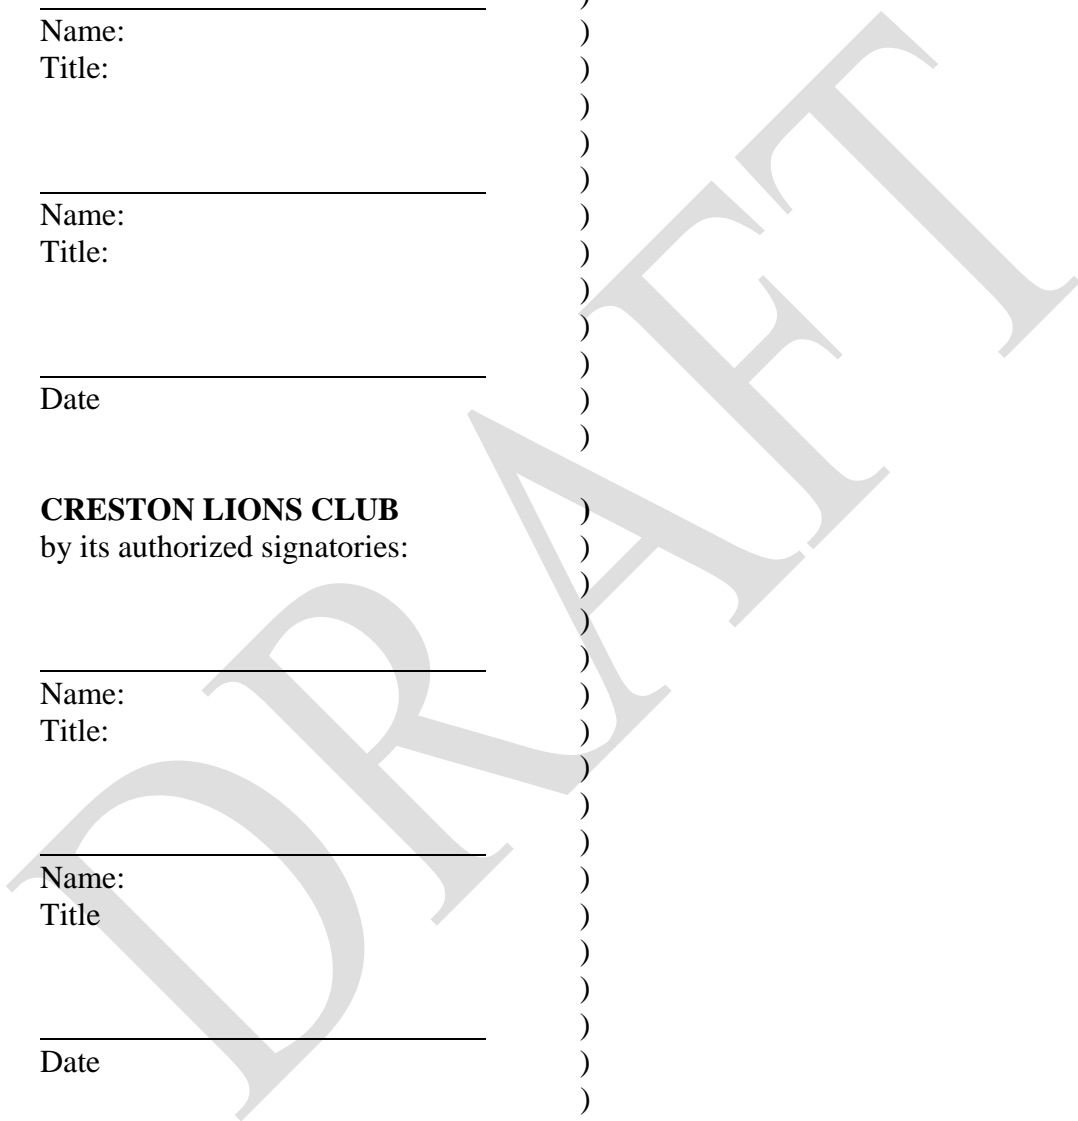 )
Name: )
Title: )
)
)
)
Name: )
Title: )
)
)
)
Date )
)
CRESTON LIONS CLUB )
by its authorized signatories: )
)
)
)
Name: )
Title: )
)
)
)
Name: )
Title )
)
)
)
Date )
)
DRAFT